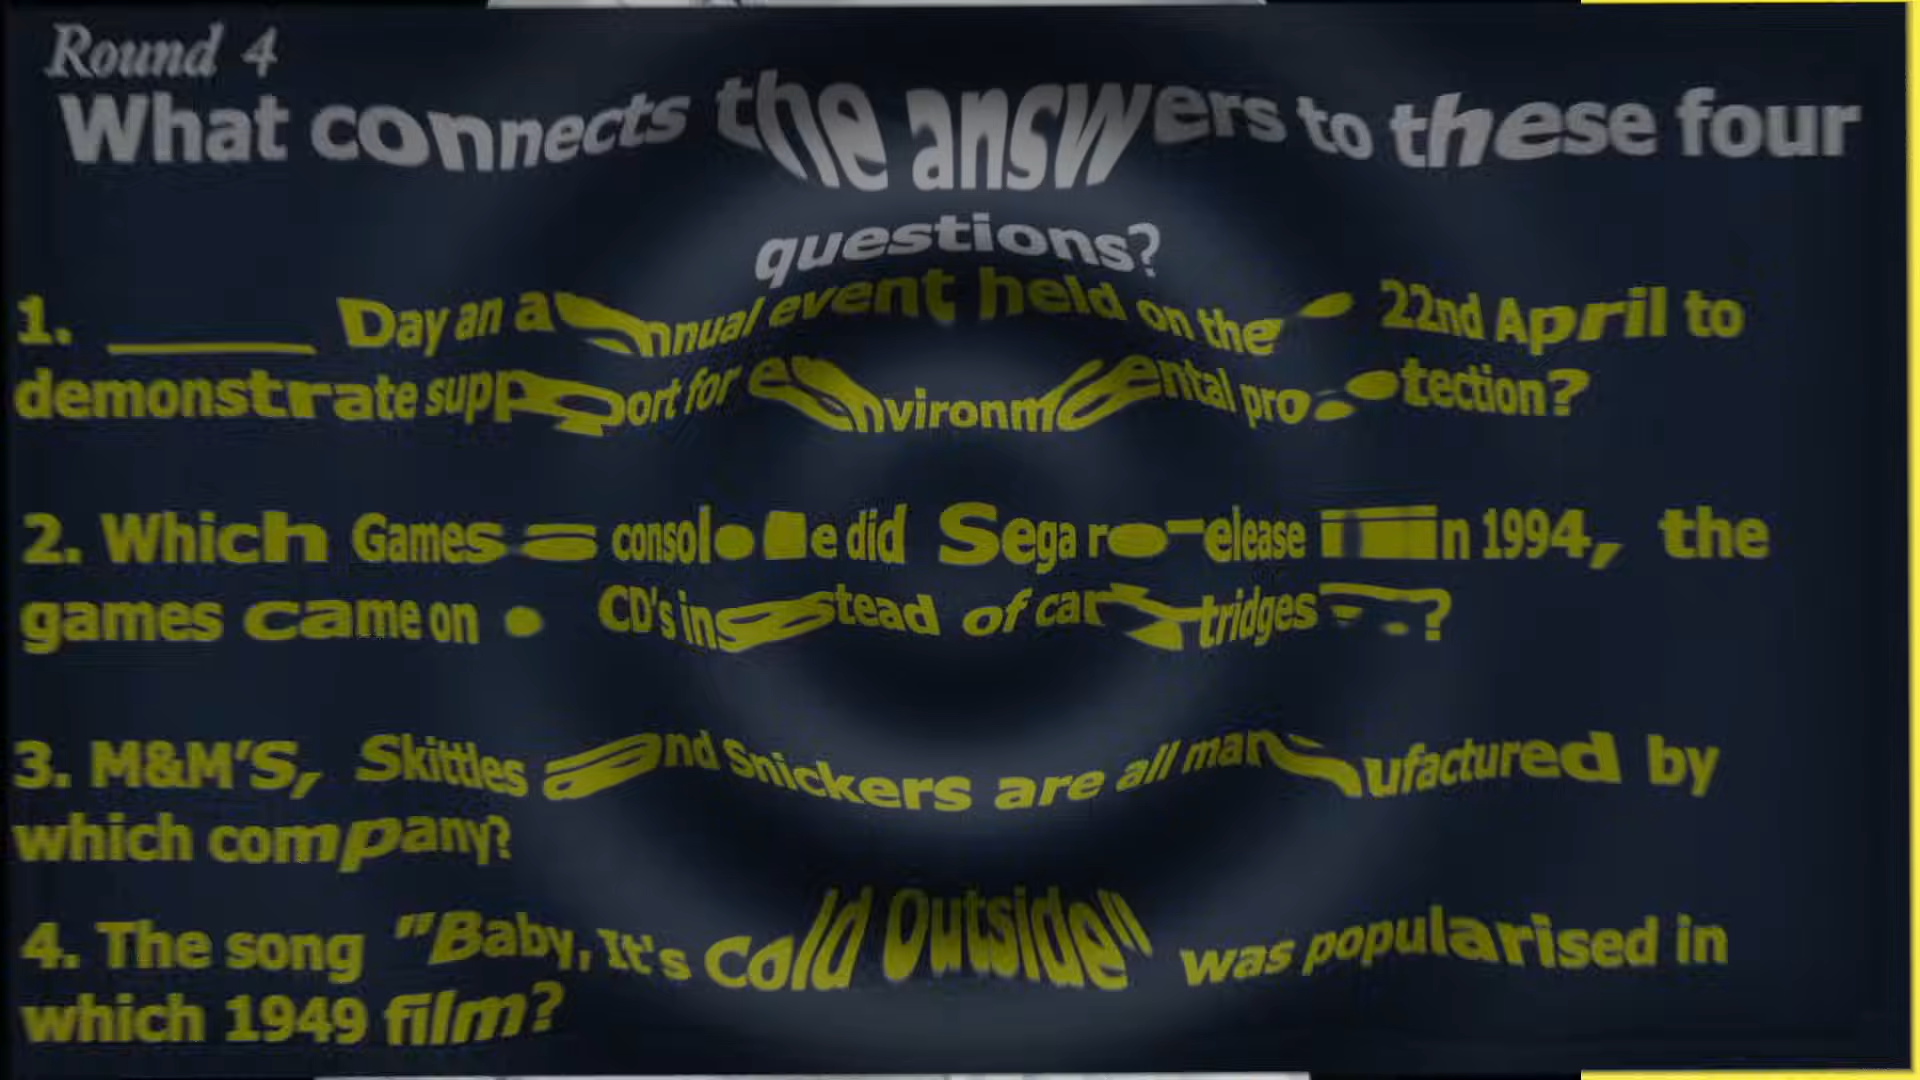 Round 4
What connects the answers to these four
questions?
1. ______ Day an annual event held on the 22nd April to
demonstrate support for environmental protection?
2. Which Games console did Sega release in 1994, the
games came on CD's instead of cartridges?
3. M&M'S, Skittles and Snickers are all manufactured by
which company?
4. The song "Baby, It's Cold Outside" was popularised in
which 1949 film?